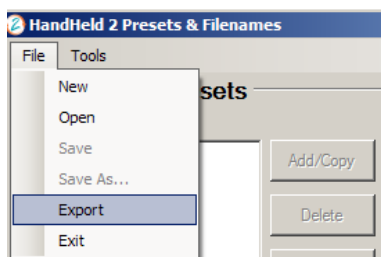 HandHeld 2 Presets & Filenames
File Tools
New
sets
Open
Save
Add/Copy
Save As...
Export
Delete
Exit